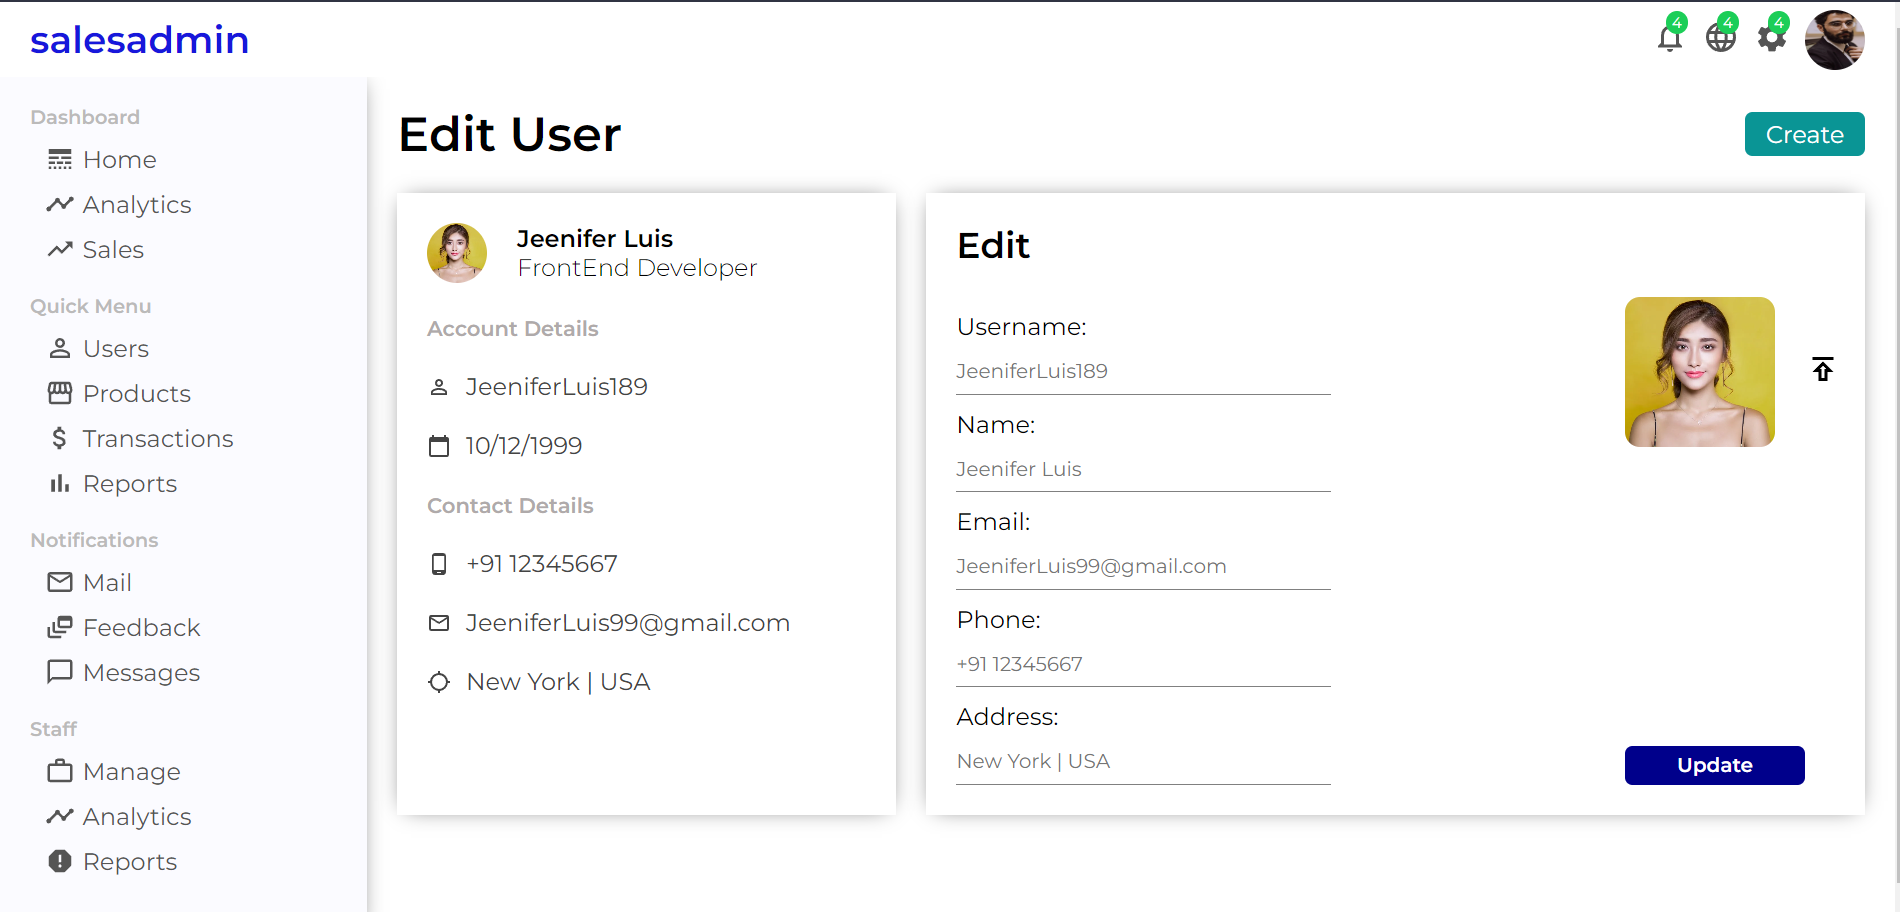 salesadmin
4
4
4
Dashboard
Home
Analytics
Sales
Quick Menu
Users
Products
Transactions
Reports
Notifications
Mail
Feedback
Messages
Staff
Manage
Analytics
Reports
Edit User
Create
Jeenifer Luis
FrontEnd Developer
Account Details
JeeniferLuis189
10/12/1999
Contact Details
+91 12345667
JeeniferLuis99@gmail.com
New York | USA
Edit
Username:
JeeniferLuis189
Name:
Jeenifer Luis
Email:
JeeniferLuis99@gmail.com
Phone:
+91 12345667
Address:
New York | USA
Update